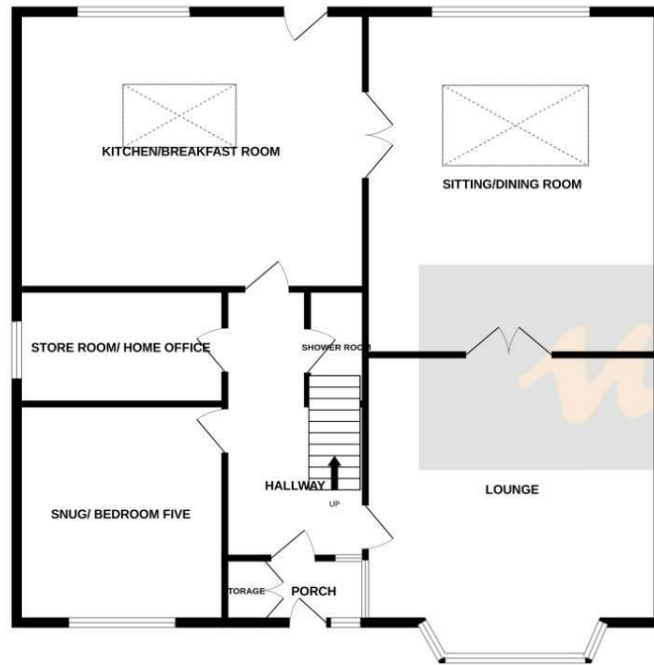 KITCHEN/BREAKFAST ROOM
SITTING/DINING ROOM
STORE ROOM/ HOME OFFICE
SHOWER ROOM
HALLWAY
UP
LOUNGE
SNUG/ BEDROOM FIVE
TORAGE
PORCH